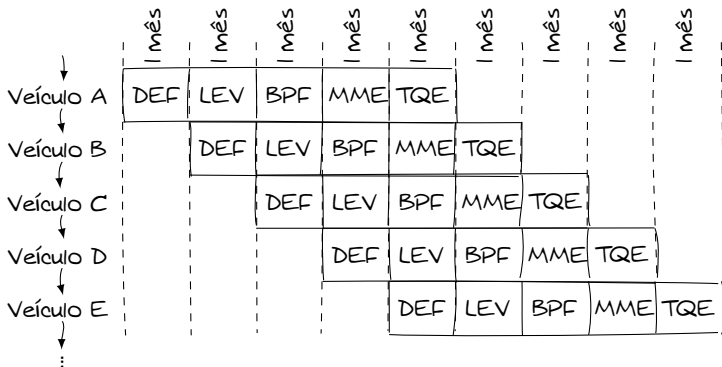 1 mês 1 mês 1 mês 1 mês 1 mês 1 mês 1 mês 1 mês 1 mês
Veículo A DEF LEV BPF MME TQE
Veículo B DEF LEV BPF MME TQE
Veículo C DEF LEV BPF MME TQE
Veículo D DEF LEV BPF MME TQE
Veículo E DEF LEV BPF MME TQE
...